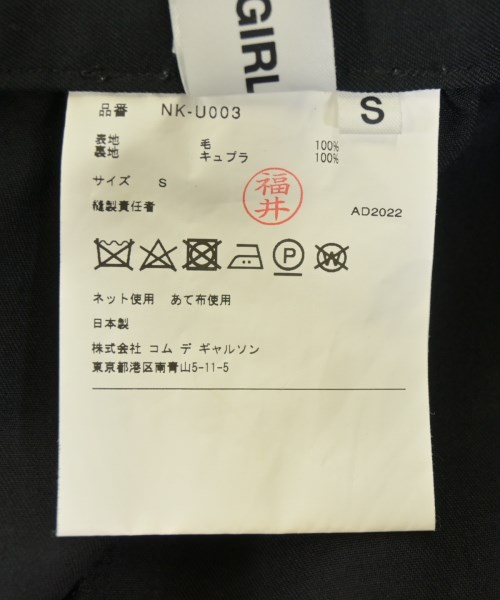 GIRL
S
品番 NK-U003
表地 毛 100%
裏地 キュプラ 100%
サイズ S
福井
縫製責任者
AD2022
P
W
ネット使用 あて布使用
日本製
株式会社 コム デ ギャルソン
東京都港区南青山5-11-5